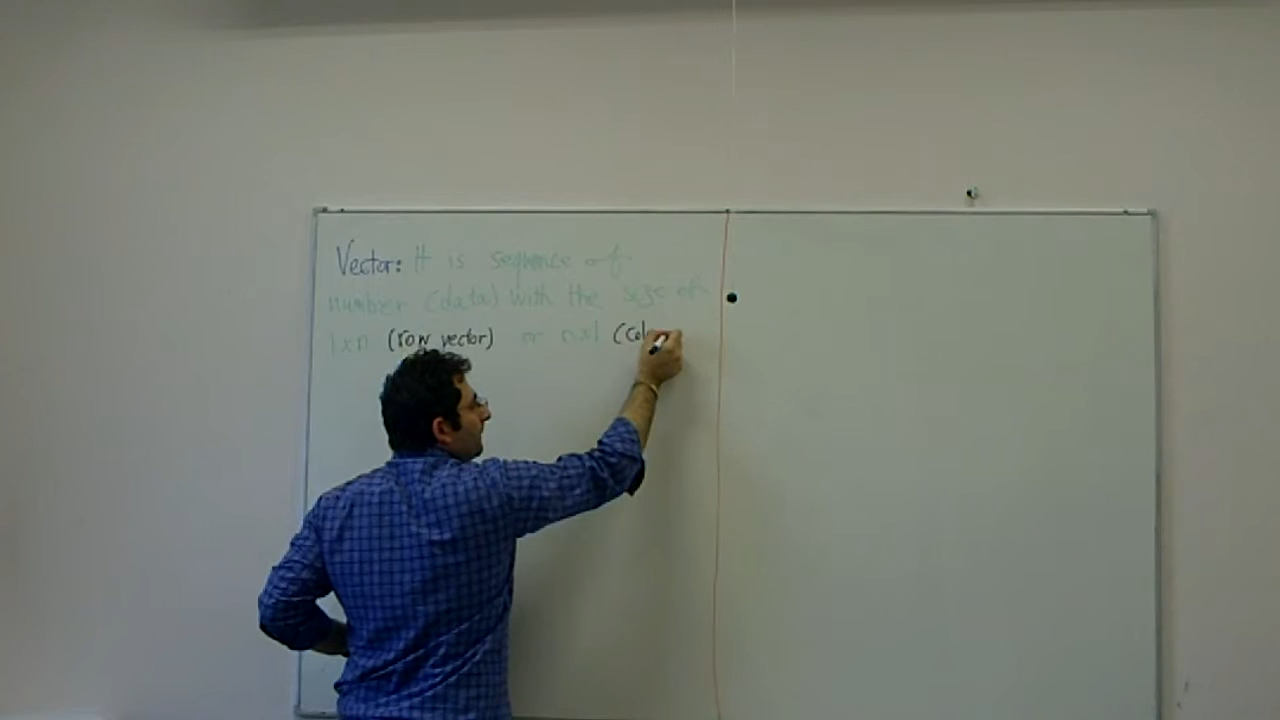 Vector: It is sequence of
number (data) with the size of
1xn (row vector) or nx1 (Col